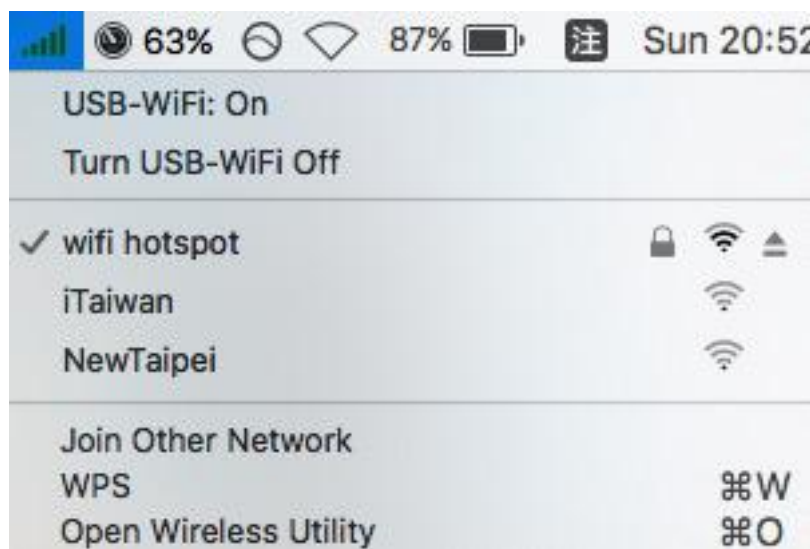 63% 87% 注 Sun 20:52
USB-WiFi: On
Turn USB-WiFi Off
wifi hotspot
iTaiwan
NewTaipei
Join Other Network
WPS ⌘W
Open Wireless Utility ⌘O